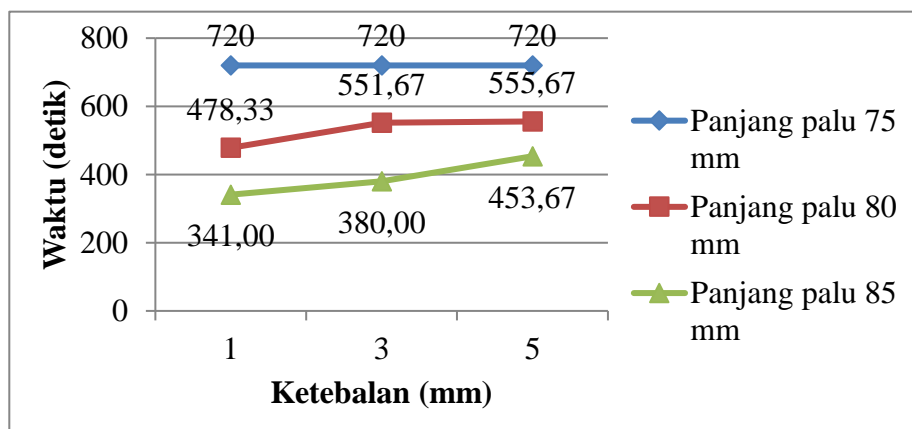 800
720
720
720
600
478,33
551,67
555,67
400
341,00
380,00
453,67
200
0
1
3
5
Waktu (detik)
Ketebalan (mm)
Panjang palu 75
mm
Panjang palu 80
mm
Panjang palu 85
mm